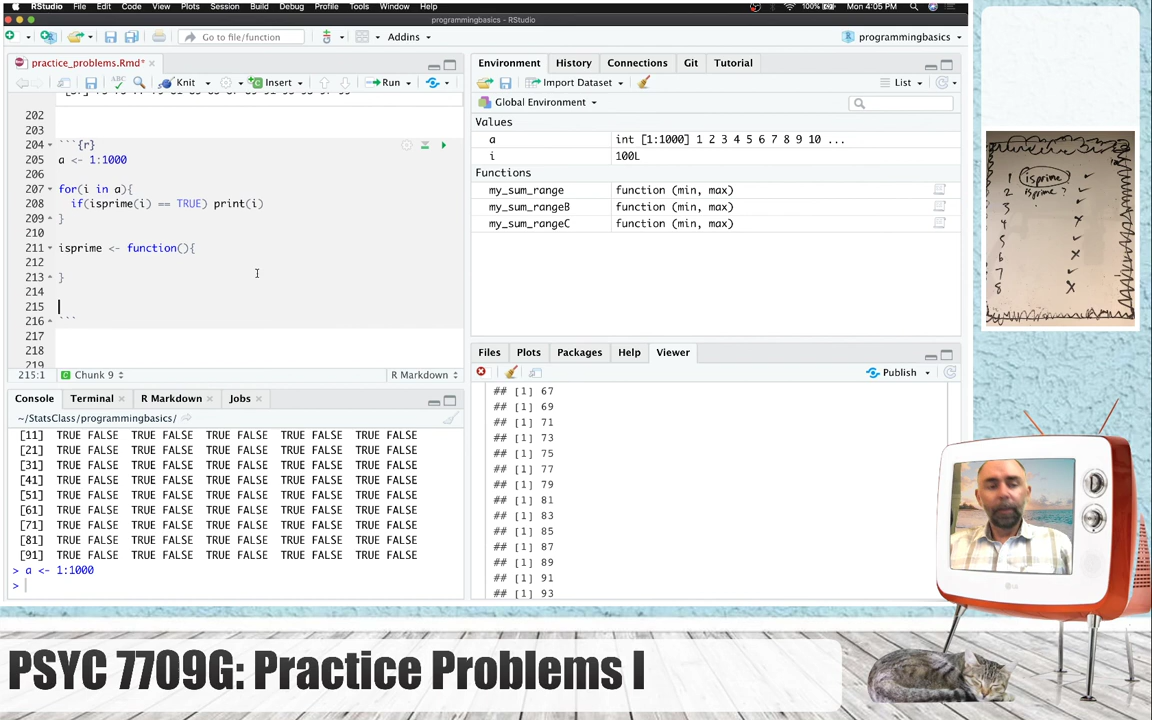 RStudio File Edit Code View Plots Session Build Debug Profile Tools Window Help 100% Mon 4:05 PM
programmingbasics - RStudio
Go to file/function Addins programmingbasics
practice_problems.Rmd*
ABC Knit Insert Run
202
203
204 ```{r}
205 a <- 1:1000
206
207 for(i in a){
208 if(isprime(i) == TRUE) print(i)
209 }
210
211 isprime <- function(){
212
213 }
214
215
216 ```
217
218
219
215:1 Chunk 9 R Markdown
Console Terminal R Markdown Jobs
~/StatsClass/programmingbasics/
[11] TRUE FALSE TRUE FALSE TRUE FALSE TRUE FALSE TRUE FALSE
[21] TRUE FALSE TRUE FALSE TRUE FALSE TRUE FALSE TRUE FALSE
[31] TRUE FALSE TRUE FALSE TRUE FALSE TRUE FALSE TRUE FALSE
[41] TRUE FALSE TRUE FALSE TRUE FALSE TRUE FALSE TRUE FALSE
[51] TRUE FALSE TRUE FALSE TRUE FALSE TRUE FALSE TRUE FALSE
[61] TRUE FALSE TRUE FALSE TRUE FALSE TRUE FALSE TRUE FALSE
[71] TRUE FALSE TRUE FALSE TRUE FALSE TRUE FALSE TRUE FALSE
[81] TRUE FALSE TRUE FALSE TRUE FALSE TRUE FALSE TRUE FALSE
[91] TRUE FALSE TRUE FALSE TRUE FALSE TRUE FALSE TRUE FALSE
> a <- 1:1000
>
Environment History Connections Git Tutorial
Import Dataset List
Global Environment
Values
a int [1:1000] 1 2 3 4 5 6 7 8 9 10 ...
i 100L
Functions
my_sum_range function (min, max)
my_sum_rangeB function (min, max)
my_sum_rangeC function (min, max)
Files Plots Packages Help Viewer
Publish
## [1] 67
## [1] 69
## [1] 71
## [1] 73
## [1] 75
## [1] 77
## [1] 79
## [1] 81
## [1] 83
## [1] 85
## [1] 87
## [1] 89
## [1] 91
## [1] 93
1 isprime
2 isprime?
3
4
5
6
7
8
LG
PSYC 7709G: Practice Problems I